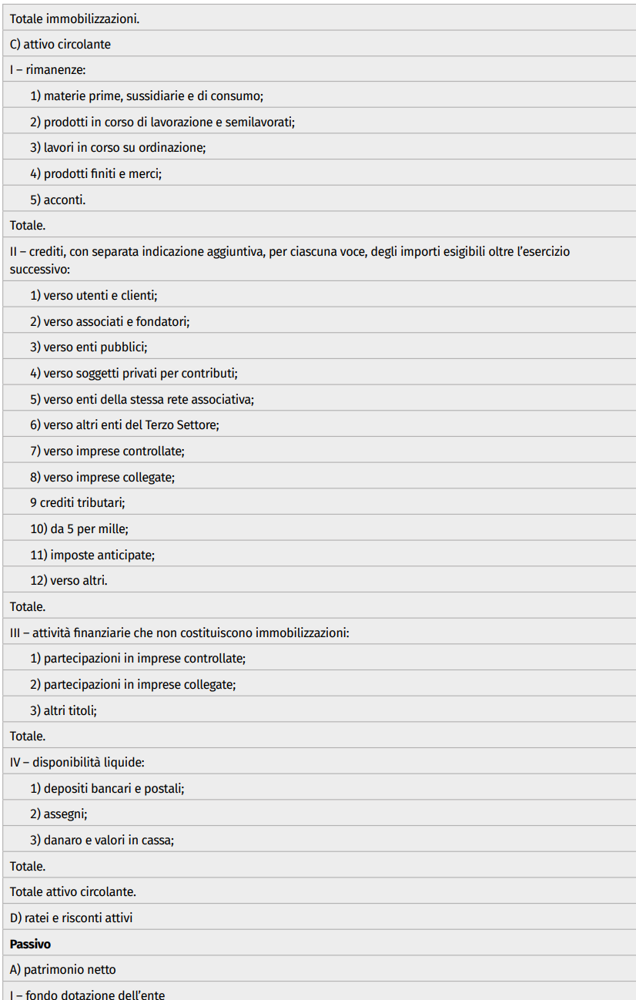 Totale immobilizzazioni.
C) attivo circolante
I – rimanenze:
1) materie prime, sussidiarie e di consumo;
2) prodotti in corso di lavorazione e semilavorati;
3) lavori in corso su ordinazione;
4) prodotti finiti e merci;
5) acconti.
Totale.
II – crediti, con separata indicazione aggiuntiva, per ciascuna voce, degli importi esigibili oltre l’esercizio
successivo:
1) verso utenti e clienti;
2) verso associati e fondatori;
3) verso enti pubblici;
4) verso soggetti privati per contributi;
5) verso enti della stessa rete associativa;
6) verso altri enti del Terzo Settore;
7) verso imprese controllate;
8) verso imprese collegate;
9 crediti tributari;
10) da 5 per mille;
11) imposte anticipate;
12) verso altri.
Totale.
III – attività finanziarie che non costituiscono immobilizzazioni:
1) partecipazioni in imprese controllate;
2) partecipazioni in imprese collegate;
3) altri titoli;
Totale.
IV – disponibilità liquide:
1) depositi bancari e postali;
2) assegni;
3) danaro e valori in cassa;
Totale.
Totale attivo circolante.
D) ratei e risconti attivi
Passivo
A) patrimonio netto
I – fondo dotazione dell’ente